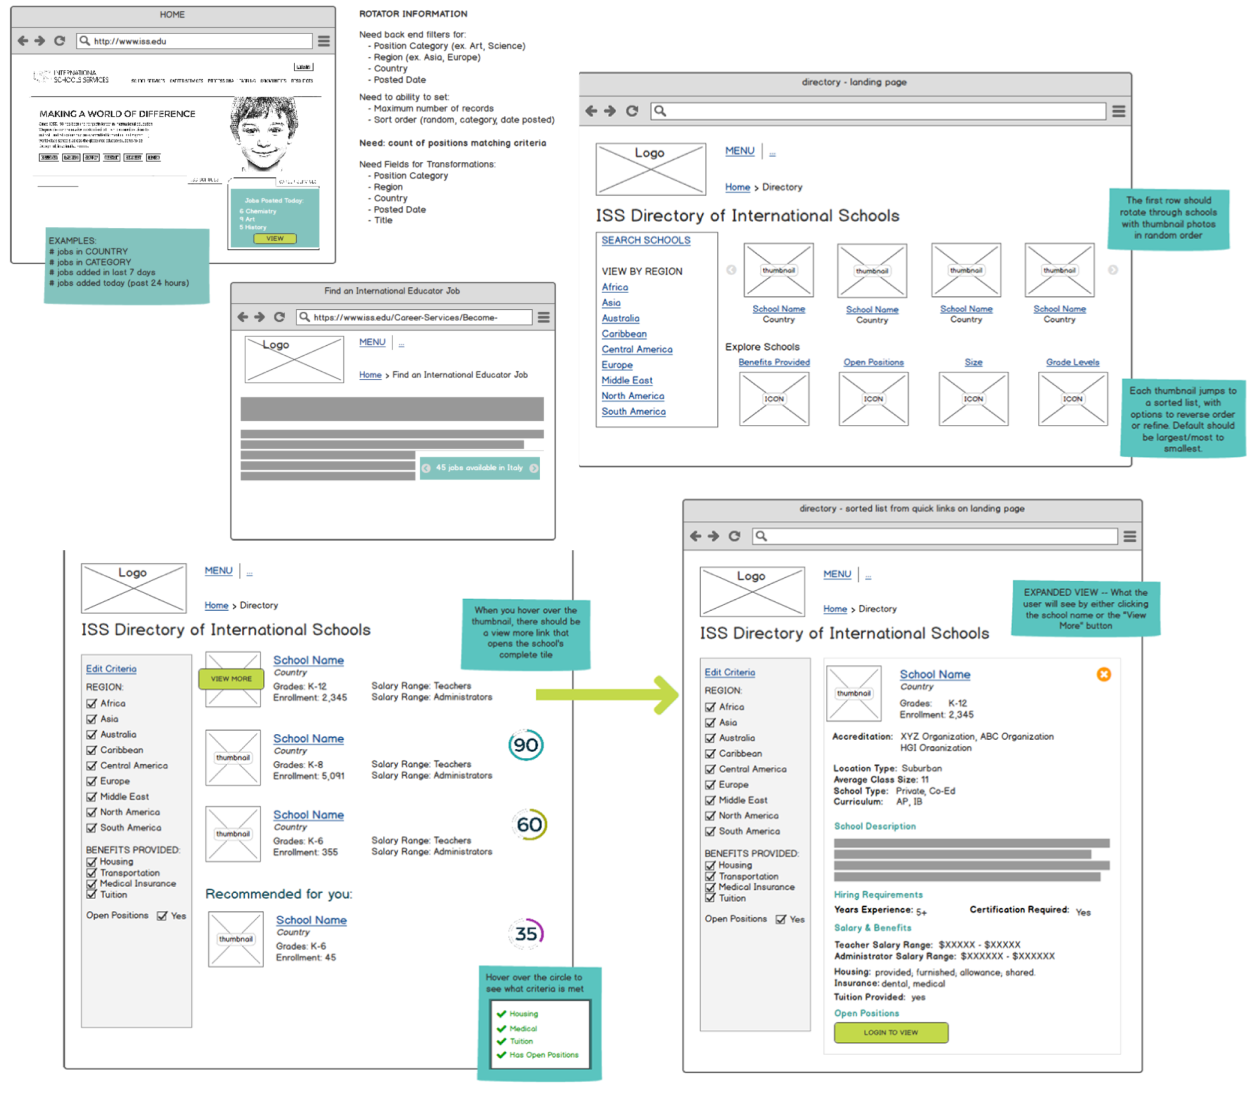 HOME
http://www.iss.edu
INTERNATIONAL
SCHOOLS SERVICES
MAKING A WORLD OF DIFFERENCE
Jobs Posted Today:
6 Chemistry
9 Art
5 History
VIEW
EXAMPLES:
# jobs in COUNTRY
# jobs in CATEGORY
# jobs added in last 7 days
# jobs added today (past 24 hours)
ROTATOR INFORMATION
Need back end filters for:
- Position Category (ex. Art, Science)
- Region (ex. Asia, Europe)
- Country
- Posted Date
Need to ability to set:
- Maximum number of records
- Sort order (random, category, date posted)
Need: count of positions matching criteria
Need Fields for Transformations:
- Position Category
- Region
- Country
- Posted Date
- Title
Find an International Educator Job
https://www.iss.edu/Career-Services/Become-
Logo
MENU ...
Home > Find an International Educator Job
45 jobs available in Italy
directory - landing page
Logo
MENU ...
Home > Directory
ISS Directory of International Schools
SEARCH SCHOOLS
VIEW BY REGION
Africa
Asia
Australia
Caribbean
Central America
Europe
Middle East
North America
South America
thumbnail thumbnail thumbnail thumbnail
School Name School Name School Name School Name
Country Country Country Country
Explore Schools
Benefits Provided Open Positions Size Grade Levels
ICON ICON ICON ICON
The first row should
rotate through schools
with thumbnail photos
in random order
Each thumbnail jumps to
a sorted list, with
options to reverse order
or refine. Default should
be largest/most to
smallest.
Logo
MENU ...
Home > Directory
ISS Directory of International Schools
Edit Criteria
REGION:
Africa
Asia
Australia
Caribbean
Central America
Europe
Middle East
North America
South America
BENEFITS PROVIDED:
Housing
Transportation
Medical Insurance
Tuition
Open Positions Yes
VIEW MORE
School Name
Country
Grades: K-12 Salary Range: Teachers
Enrollment: 2,345 Salary Range: Administrators
thumbnail
School Name
Country
Grades: K-8 Salary Range: Teachers
Enrollment: 5,091 Salary Range: Administrators
90
thumbnail
School Name
Country
Grades: K-6 Salary Range: Teachers
Enrollment: 355 Salary Range: Administrators
60
Recommended for you:
thumbnail
School Name
Country
Grades: K-6
Enrollment: 45
35
When you hover over the
thumbnail, there should be
a view more link that
opens the school's
complete tile
Hover over the circle to
see what criteria is met
Housing
Medical
Tuition
Has Open Positions
directory - sorted list from quick links on landing page
Logo
MENU ...
Home > Directory
ISS Directory of International Schools
EXPANDED VIEW -- What the
user will see by either clicking
the school name or the "View
More" button
Edit Criteria
REGION:
Africa
Asia
Australia
Caribbean
Central America
Europe
Middle East
North America
South America
BENEFITS PROVIDED:
Housing
Transportation
Medical Insurance
Tuition
Open Positions Yes
thumbnail
School Name
Country
Grades: K-12
Enrollment: 2,345
Accreditation: XYZ Organization, ABC Organization
HGI Organization
Location Type: Suburban
Average Class Size: 11
School Type: Private, Co-Ed
Curriculum: AP, IB
School Description
Hiring Requirements
Years Experience: 5+ Certification Required: Yes
Salary & Benefits
Teacher Salary Range: $XXXXX - $XXXXX
Administrator Salary Range: $XXXXXX - $XXXXXX
Housing: provided, furnished, allowance, shared.
Insurance: dental, medical
Tuition Provided: yes
Open Positions
LOGIN TO VIEW